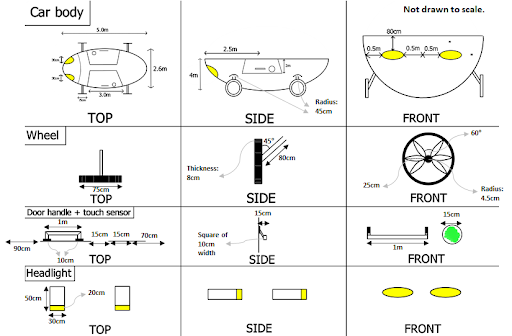 Car body
Not drawn to scale.
5.0m
2.6m
3.0m
TOP
2.5m
4m
Radius:
45cm
SIDE
80cm
0.5m
0.5m
0.5m
FRONT
Wheel
75cm
TOP
45°
80cm
Thickness:
8cm
SIDE
60°
25cm
Radius:
4.5cm
FRONT
Door handle + touch sensor
1m
15cm
15cm
70cm
90cm
10cm
TOP
15cm
Square of
10cm
width
SIDE
15cm
1m
FRONT
Headlight
50cm
20cm
30cm
TOP
SIDE
FRONT